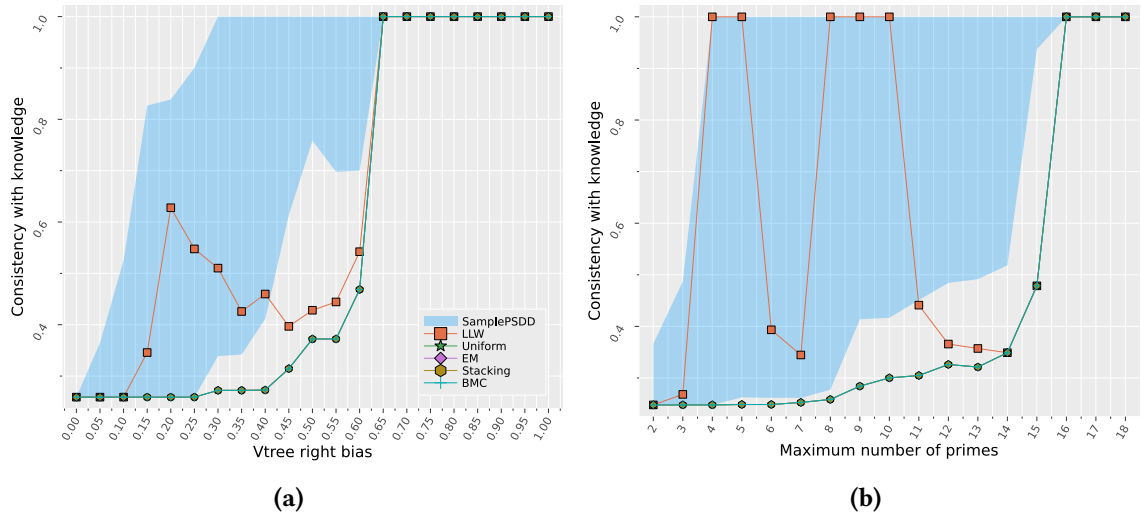 1.0
0.8
0.6
0.4
Consistency with knowledge
SamplePSDD
LLW
Uniform
EM
Stacking
BMC
0.00 0.05 0.10 0.15 0.20 0.25 0.30 0.35 0.40 0.45 0.50 0.55 0.60 0.65 0.70 0.75 0.80 0.85 0.90 0.95 1.00
Vtree right bias
(a)
1.0
0.8
0.6
0.4
Consistency with knowledge
2 3 4 5 6 7 8 9 10 11 12 13 14 15 16 17 18
Maximum number of primes
(b)